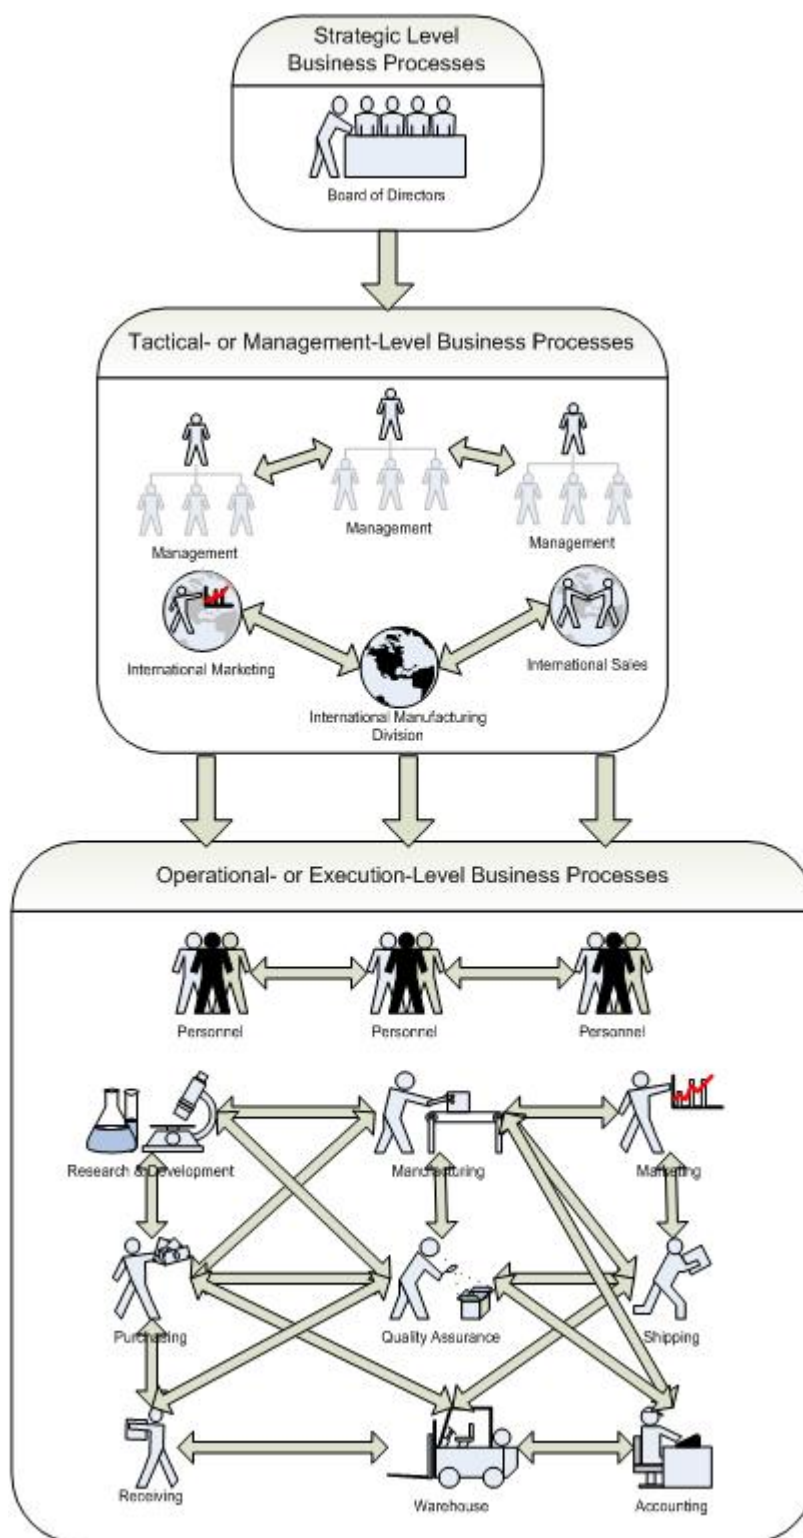 Strategic Level
Business Processes
Board of Directors
Tactical- or Management-Level Business Processes
Management
Management
Management
International Marketing
International Sales
International Manufacturing
Division
Operational- or Execution-Level Business Processes
Personnel
Personnel
Personnel
Research & Development
Manufacturing
Marketing
Purchasing
Quality Assurance
Shipping
Receiving
Warehouse
Accounting